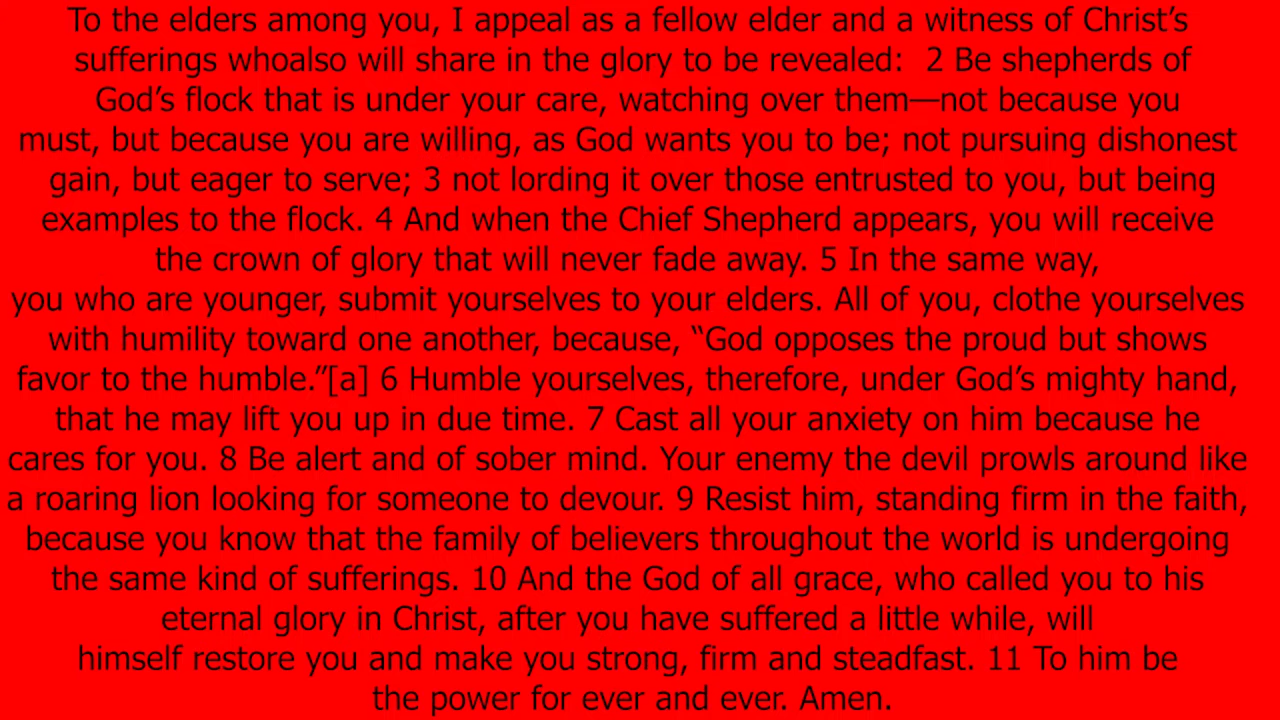 To the elders among you, I appeal as a fellow elder and a witness of Christ’s
sufferings whoalso will share in the glory to be revealed:  2 Be shepherds of
God’s flock that is under your care, watching over them—not because you
must, but because you are willing, as God wants you to be; not pursuing dishonest
gain, but eager to serve; 3 not lording it over those entrusted to you, but being
examples to the flock. 4 And when the Chief Shepherd appears, you will receive
the crown of glory that will never fade away. 5 In the same way,
you who are younger, submit yourselves to your elders. All of you, clothe yourselves
with humility toward one another, because, “God opposes the proud but shows
favor to the humble.”[a] 6 Humble yourselves, therefore, under God’s mighty hand,
that he may lift you up in due time. 7 Cast all your anxiety on him because he
cares for you. 8 Be alert and of sober mind. Your enemy the devil prowls around like
a roaring lion looking for someone to devour. 9 Resist him, standing firm in the faith,
because you know that the family of believers throughout the world is undergoing
the same kind of sufferings. 10 And the God of all grace, who called you to his
eternal glory in Christ, after you have suffered a little while, will
himself restore you and make you strong, firm and steadfast. 11 To him be
the power for ever and ever. Amen.